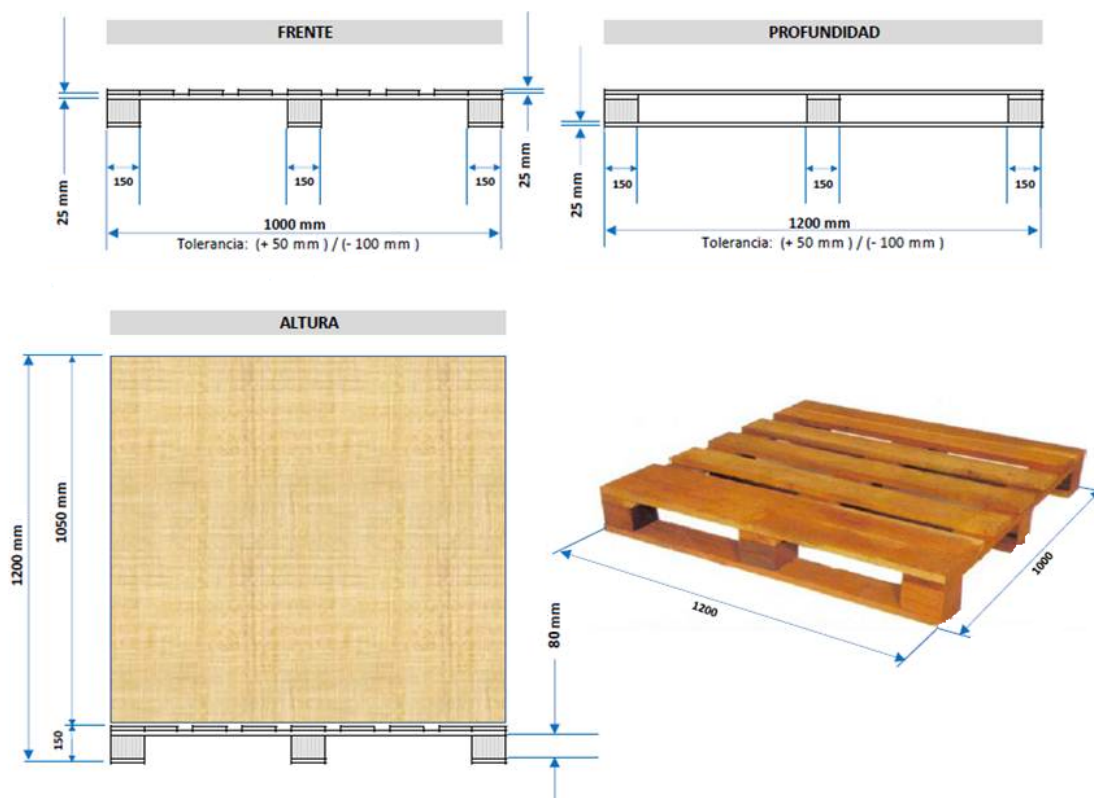 FRENTE
PROFUNDIDAD
25 mm
150
150
150
25 mm
1000 mm
Tolerancia: (+ 50 mm ) / (- 100 mm )
25 mm
150
150
150
1200 mm
Tolerancia: (+ 50 mm ) / (- 100 mm )
ALTURA
1200 mm
1050 mm
150
80 mm
1200
1000